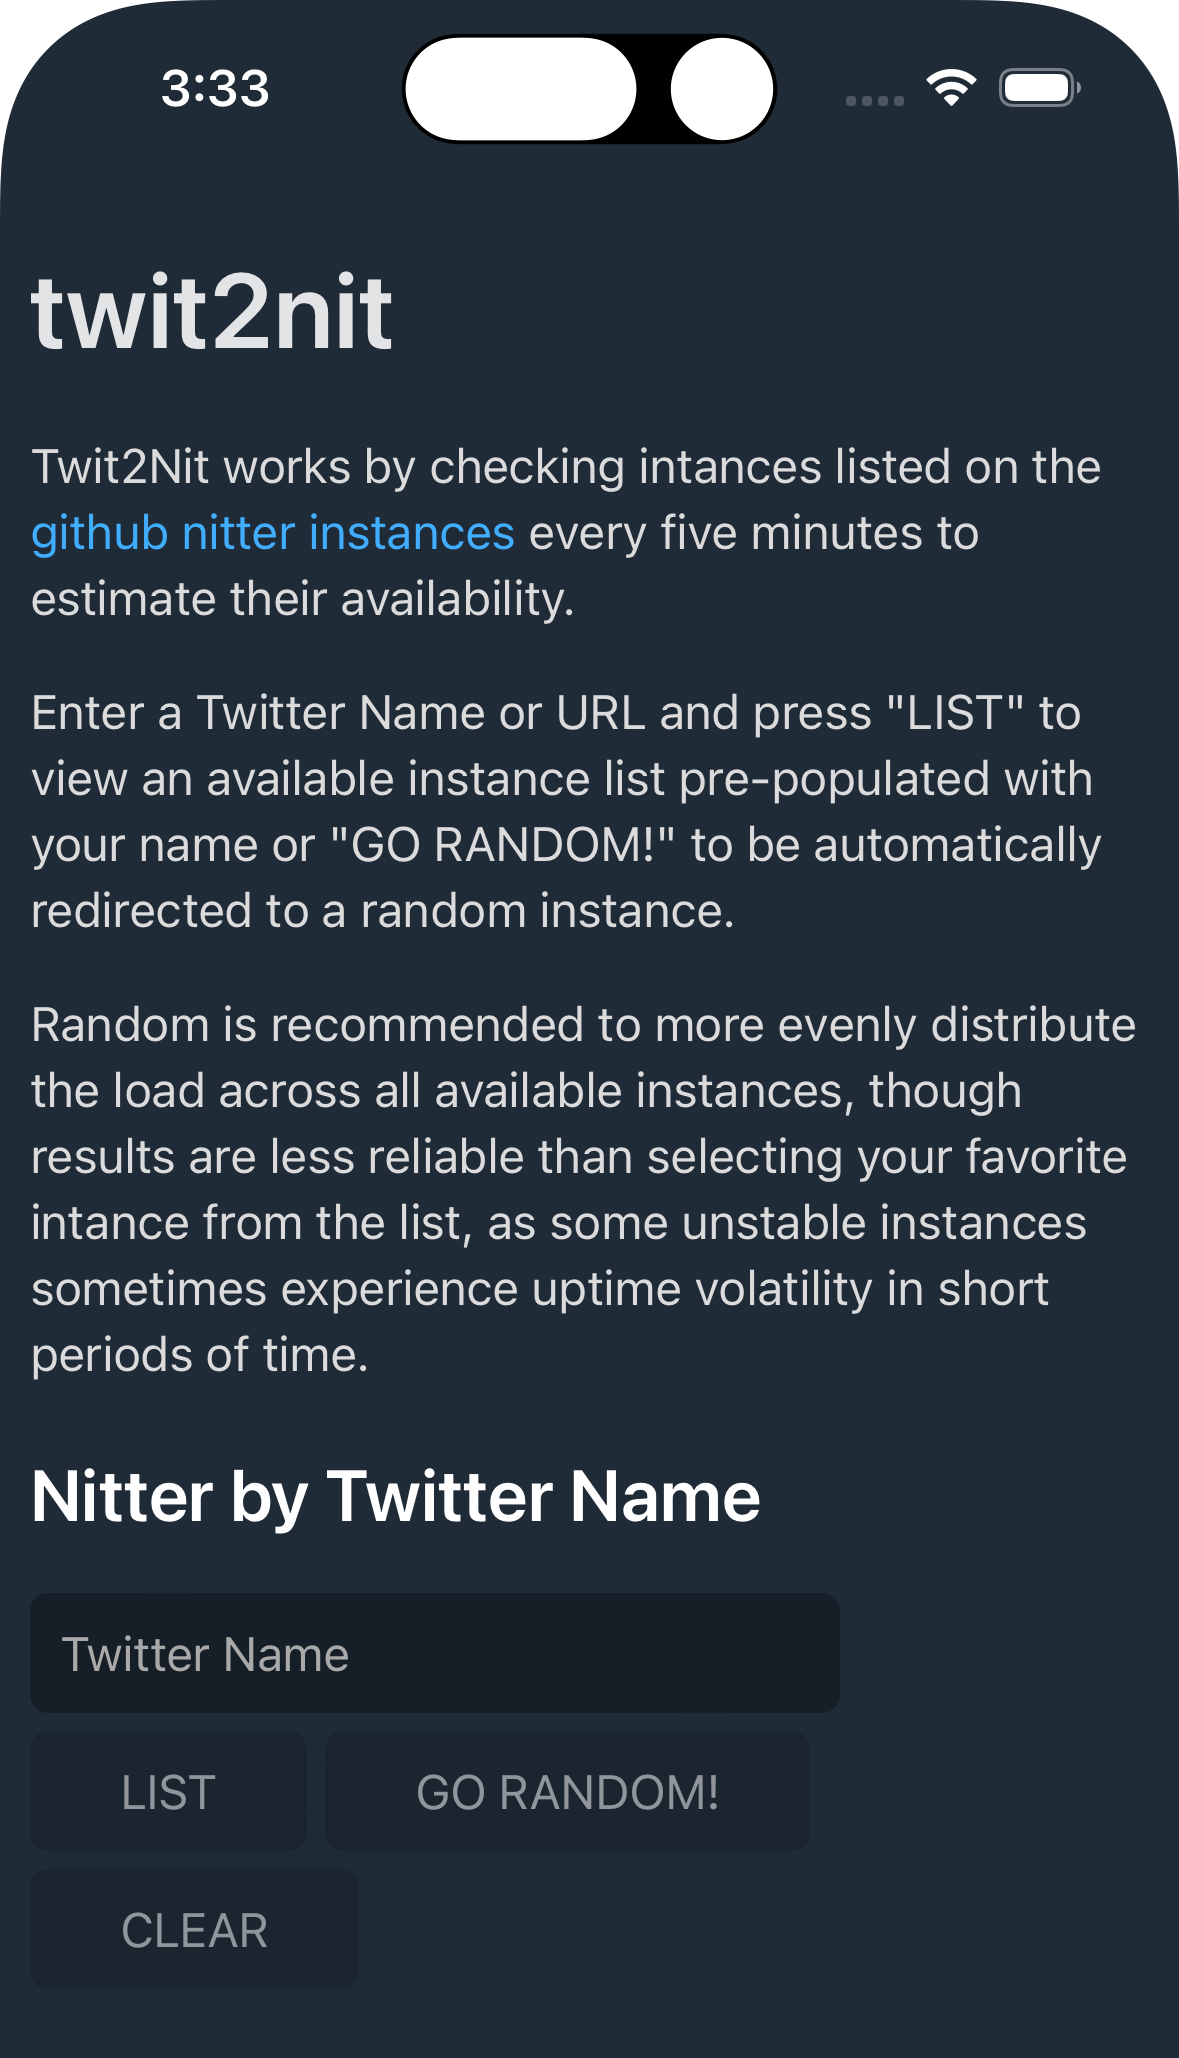 3:33
twit2nit
Twit2Nit works by checking intances listed on the
github nitter instances every five minutes to
estimate their availability.
Enter a Twitter Name or URL and press "LIST" to
view an available instance list pre-populated with
your name or "GO RANDOM!" to be automatically
redirected to a random instance.
Random is recommended to more evenly distribute
the load across all available instances, though
results are less reliable than selecting your favorite
intance from the list, as some unstable instances
sometimes experience uptime volatility in short
periods of time.
Nitter by Twitter Name
Twitter Name
LIST GO RANDOM!
CLEAR